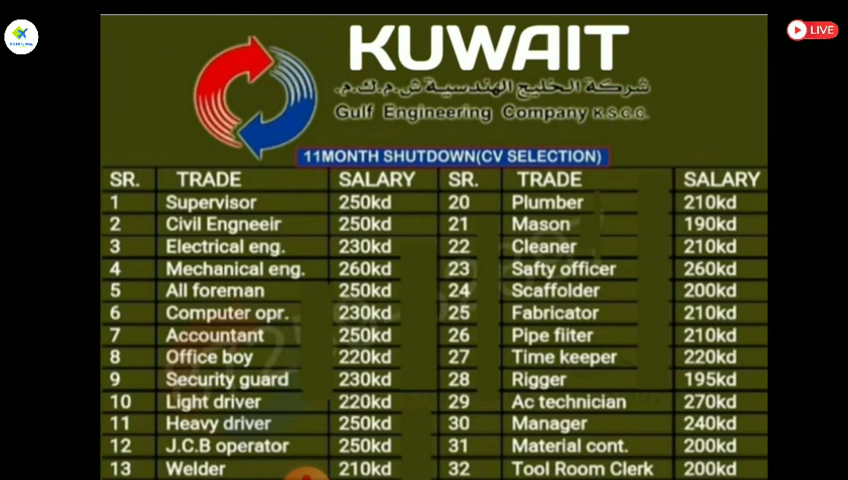 LIVE
KUWAIT
شركة الخليج الهندسية ش.م.ك.م.
Gulf Engineering Company K.S.C.C.
11MONTH SHUTDOWN(CV SELECTION)
SR. TRADE SALARY SR. TRADE SALARY
1 Supervisor 250kd 20 Plumber 210kd
2 Civil Engneeir 250kd 21 Mason 190kd
3 Electrical eng. 230kd 22 Cleaner 210kd
4 Mechanical eng. 260kd 23 Safty officer 260kd
5 All foreman 250kd 24 Scaffolder 200kd
6 Computer opr. 230kd 25 Fabricator 210kd
7 Accountant 250kd 26 Pipe fiiter 210kd
8 Office boy 220kd 27 Time keeper 220kd
9 Security guard 230kd 28 Rigger 195kd
10 Light driver 220kd 29 Ac technician 270kd
11 Heavy driver 250kd 30 Manager 240kd
12 J.C.B operator 250kd 31 Material cont. 200kd
13 Welder 210kd 32 Tool Room Clerk 200kd